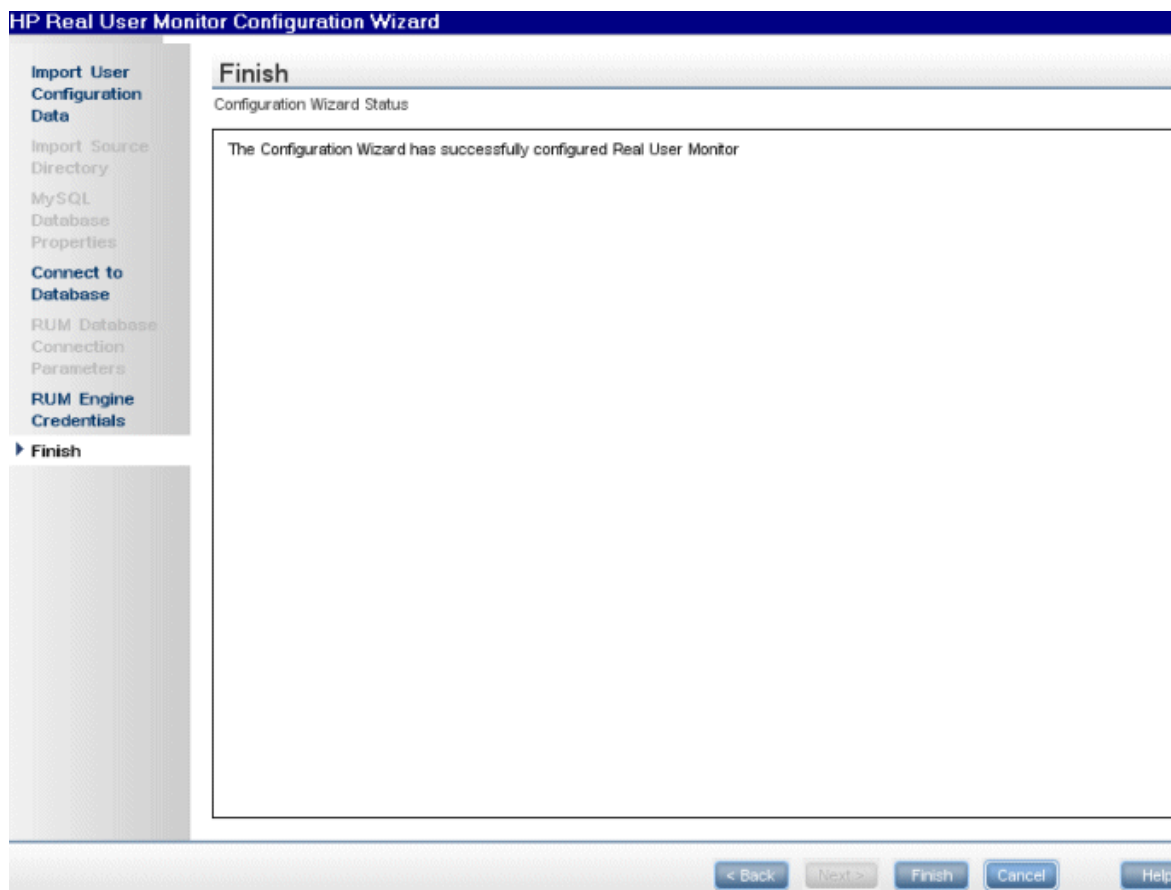 HP Real User Monitor Configuration Wizard
Import User
Configuration
Data
Import Source
Directory
MySQL
Database
Properties
Connect to
Database
RUM Database
Connection
Parameters
RUM Engine
Credentials
Finish
Finish
Configuration Wizard Status
The Configuration Wizard has successfully configured Real User Monitor
< Back
Next >
Finish
Cancel
Help